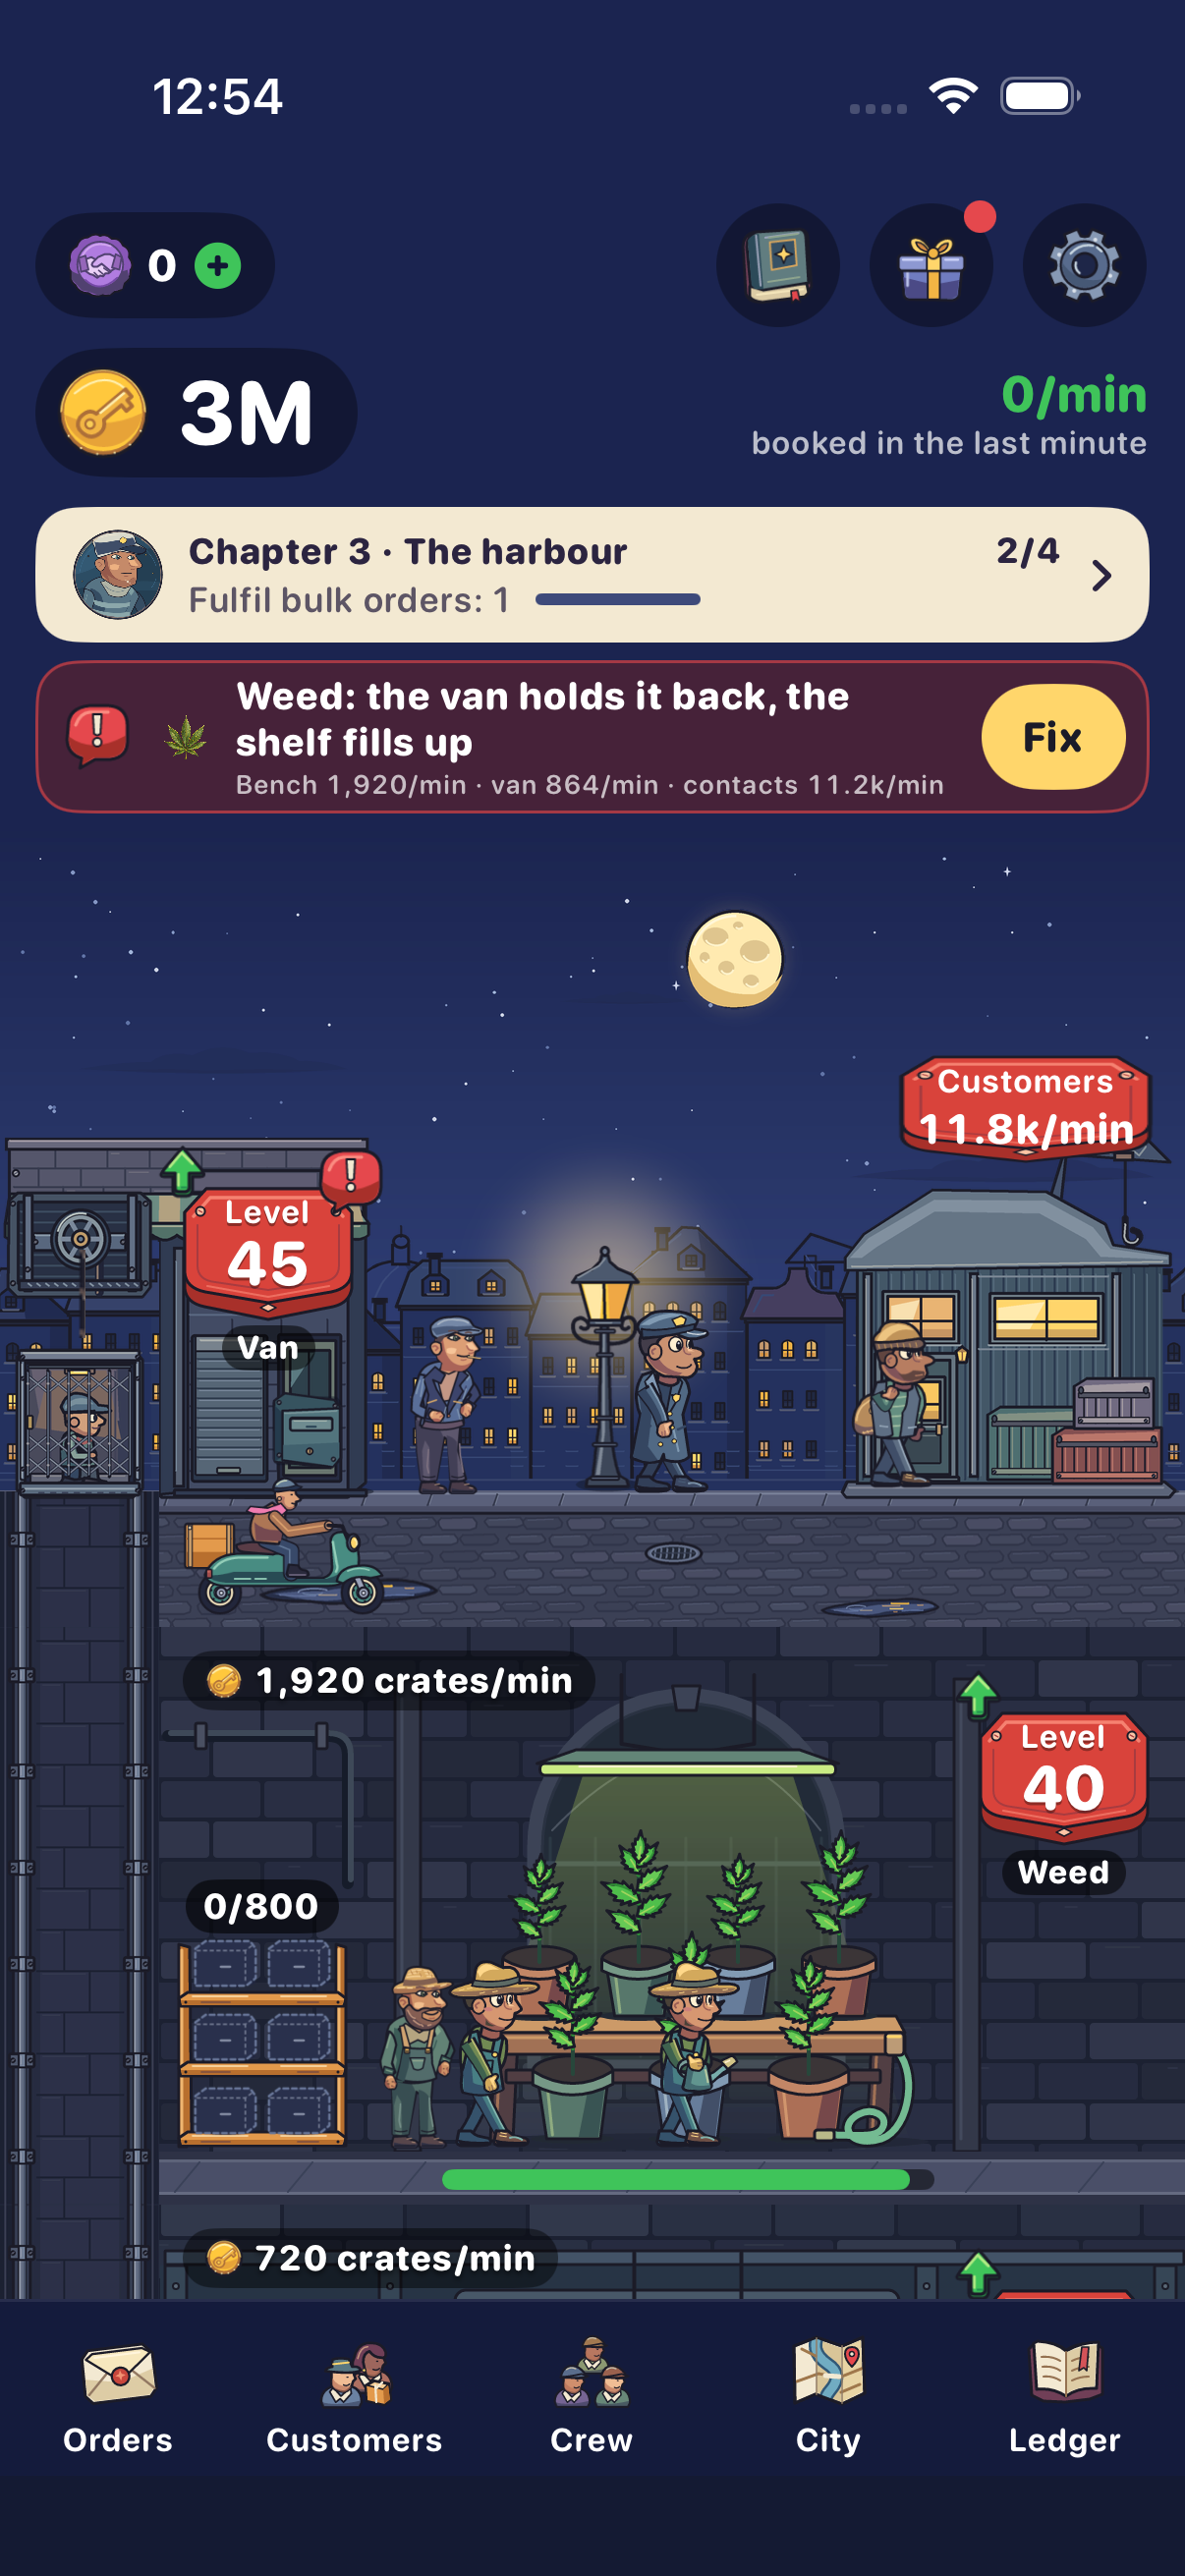 12:54
0
3M
0/min
booked in the last minute
Chapter 3 · The harbour
2/4
Fulfil bulk orders: 1
Weed: the van holds it back, the
shelf fills up
Bench 1,920/min · van 864/min · contacts 11.2k/min
Fix
Customers
11.8k/min
Level
45
Van
1,920 crates/min
Level
40
Weed
0/800
720 crates/min
Orders
Customers
Crew
City
Ledger